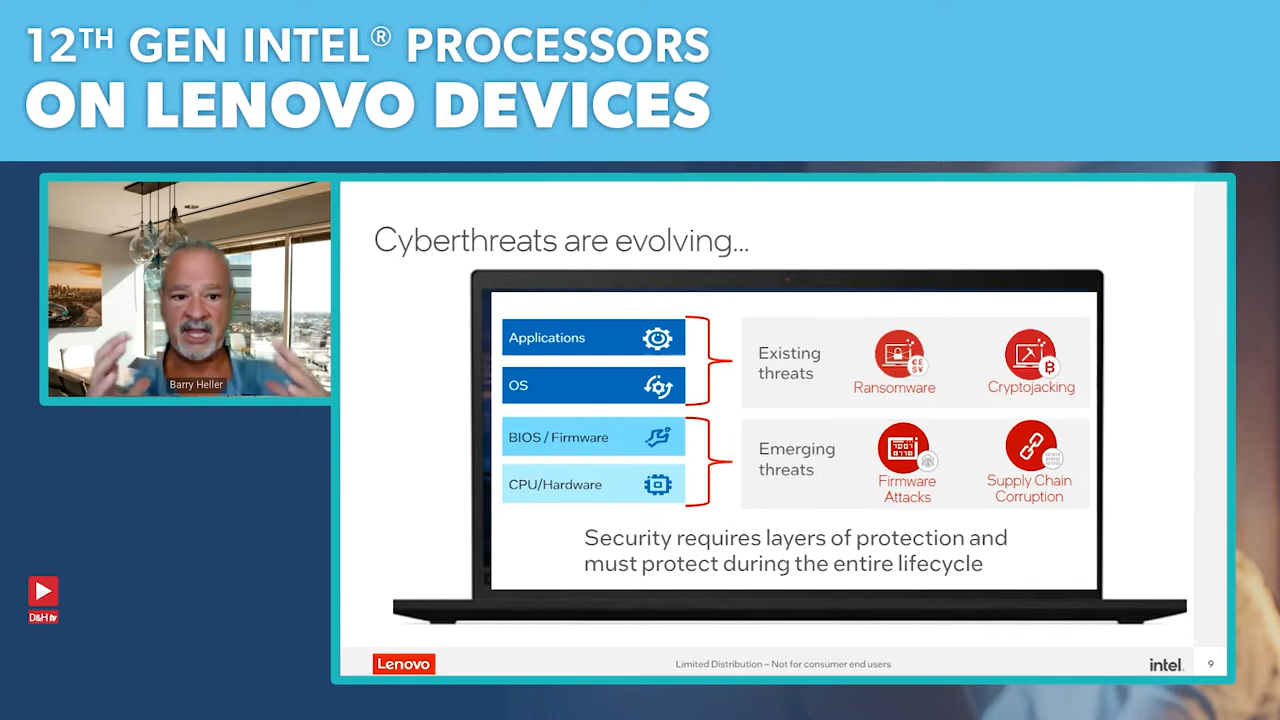 12TH GEN INTEL® PROCESSORS
ON LENOVO DEVICES
Barry Heller
D&H tv
Cyberthreats are evolving...
Applications
OS
BIOS / Firmware
CPU/Hardware
Existing
threats
Ransomware
Cryptojacking
Emerging
threats
Firmware
Attacks
Supply Chain
Corruption
Security requires layers of protection and
must protect during the entire lifecycle
Lenovo
Limited Distribution – Not for consumer end users
intel.
9